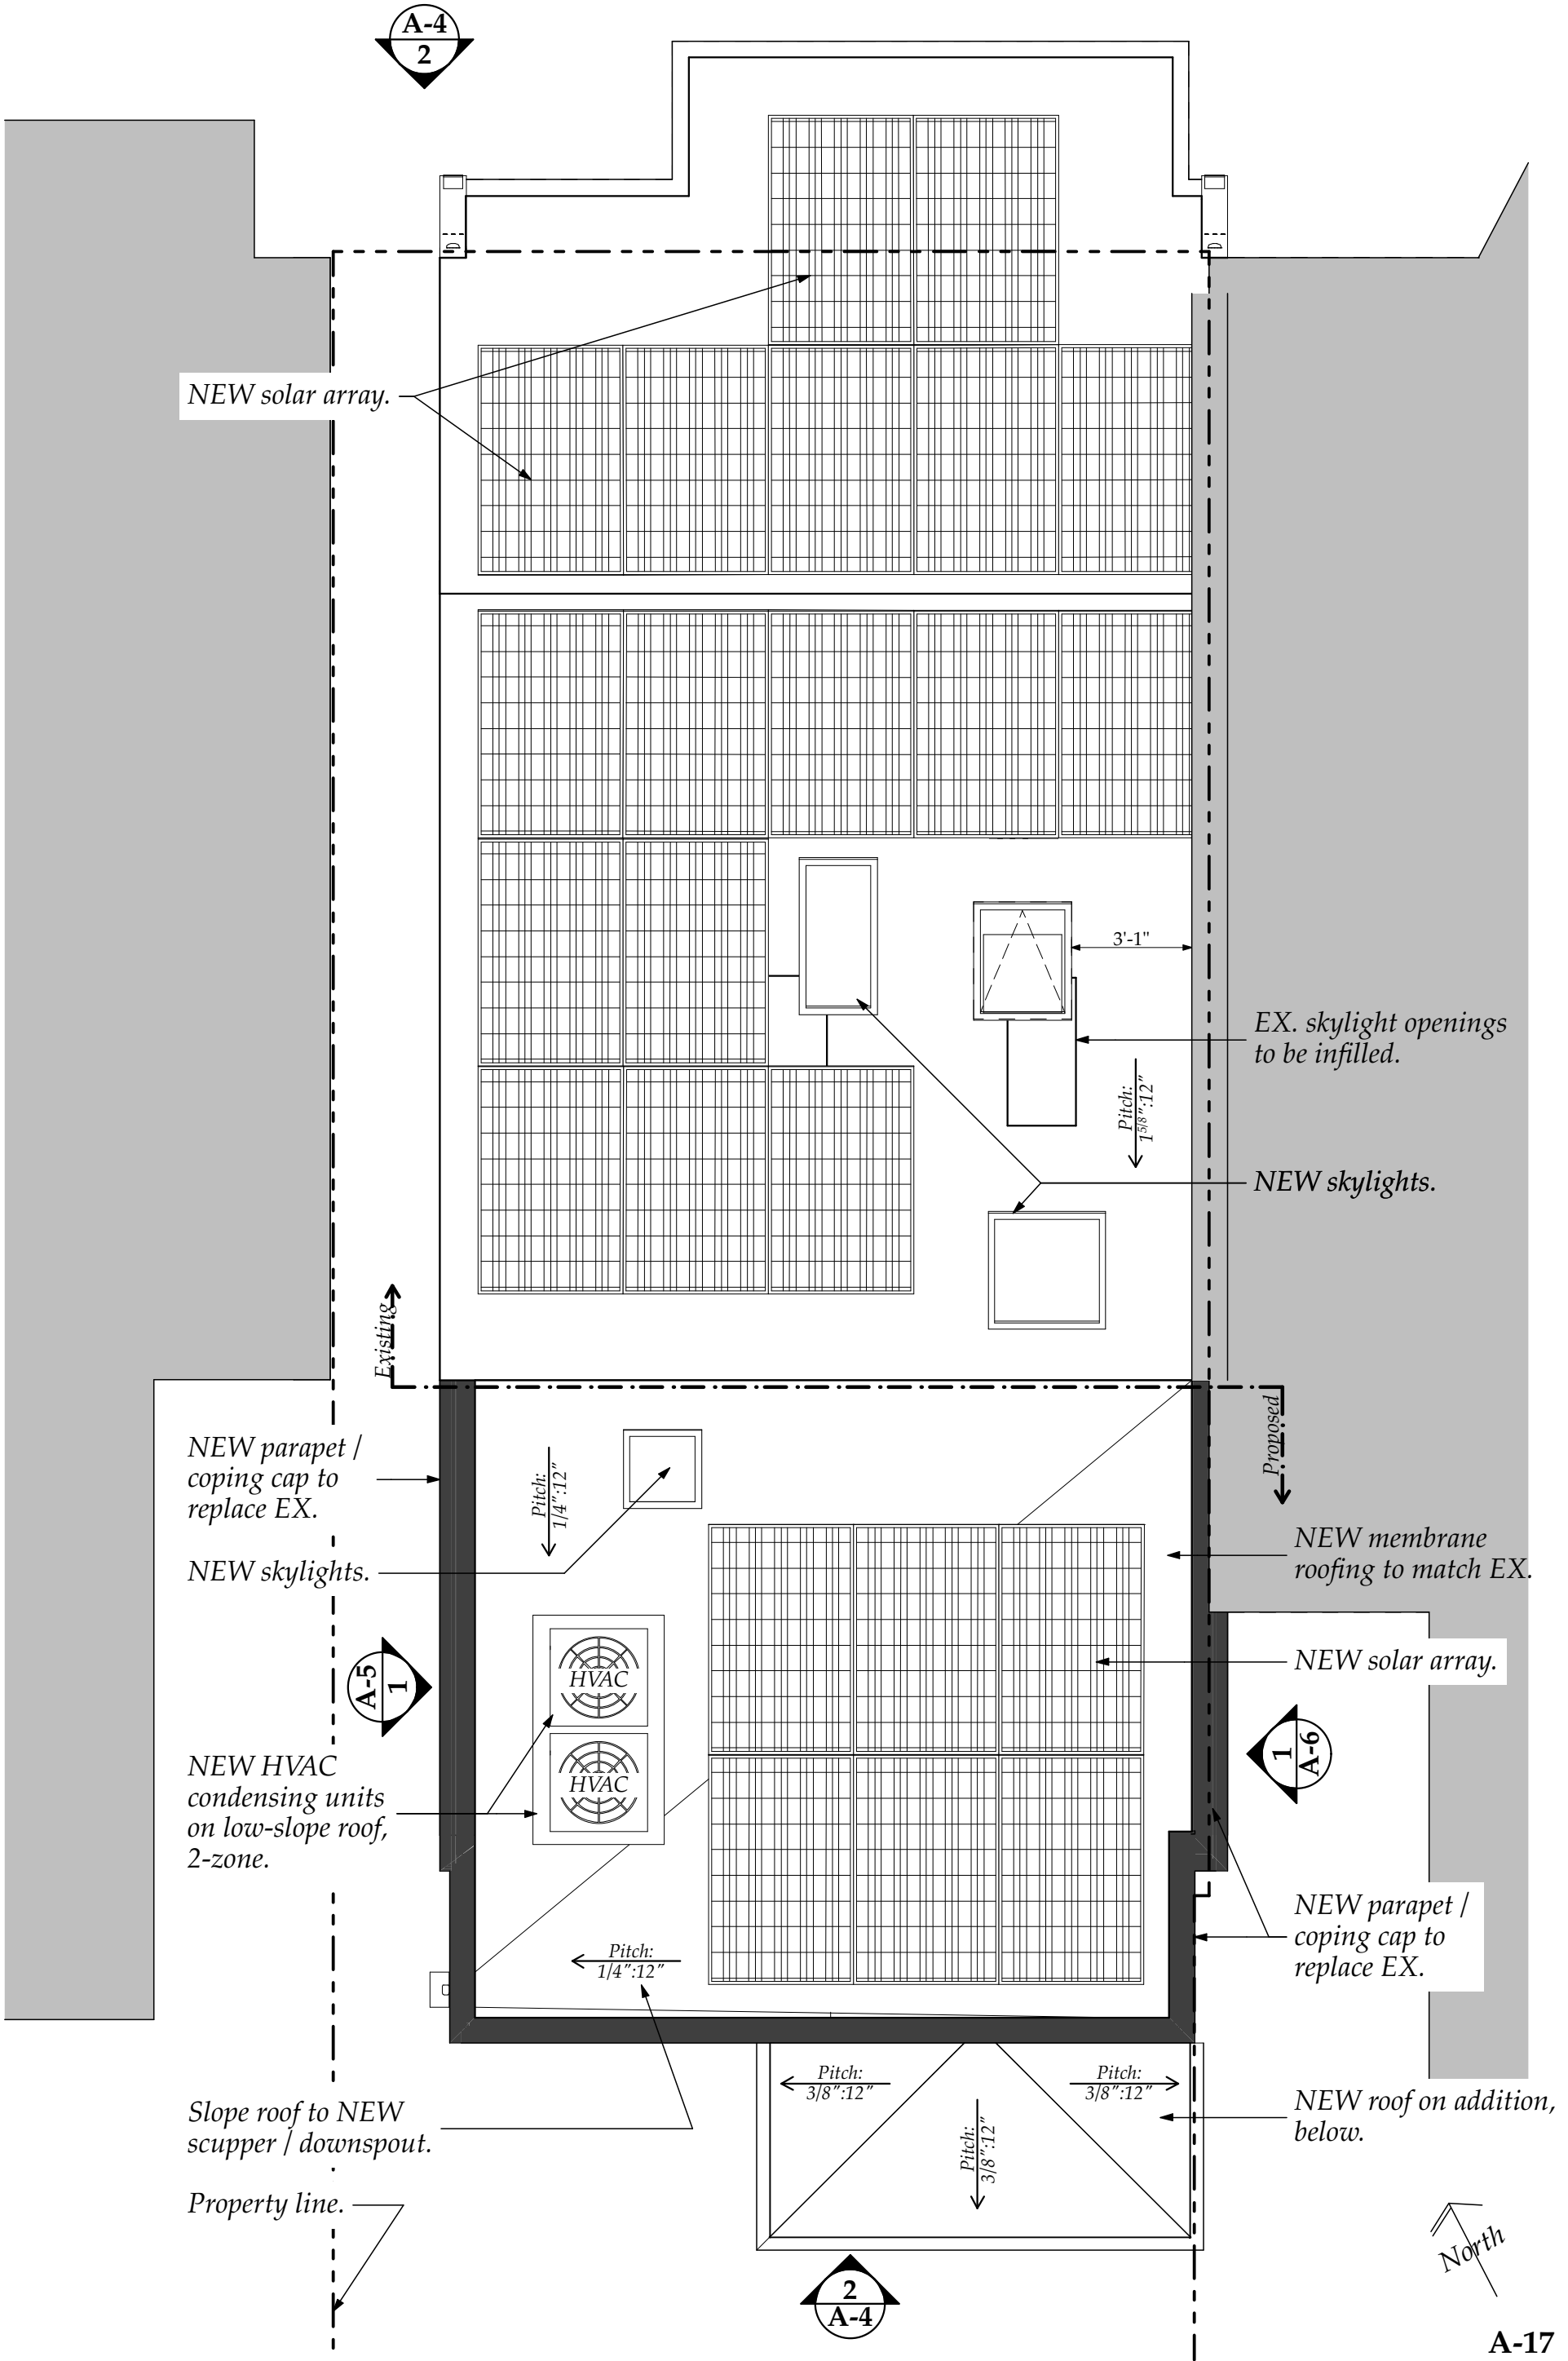 A-4
2
NEW solar array.
3'-1"
EX. skylight openings
to be infilled.
Pitch:
1 5/8":12"
NEW skylights.
Existing
Proposed
NEW parapet /
coping cap to
replace EX.
Pitch:
1/4":12"
NEW skylights.
NEW membrane
roofing to match EX.
NEW solar array.
A-5
1
HVAC
HVAC
1
A-6
NEW HVAC
condensing units
on low-slope roof,
2-zone.
NEW parapet /
coping cap to
replace EX.
Pitch:
1/4":12"
Pitch:
3/8":12"
Pitch:
3/8":12"
Pitch:
3/8":12"
Slope roof to NEW
scupper / downspout.
NEW roof on addition,
below.
Property line.
North
2
A-4
A-17